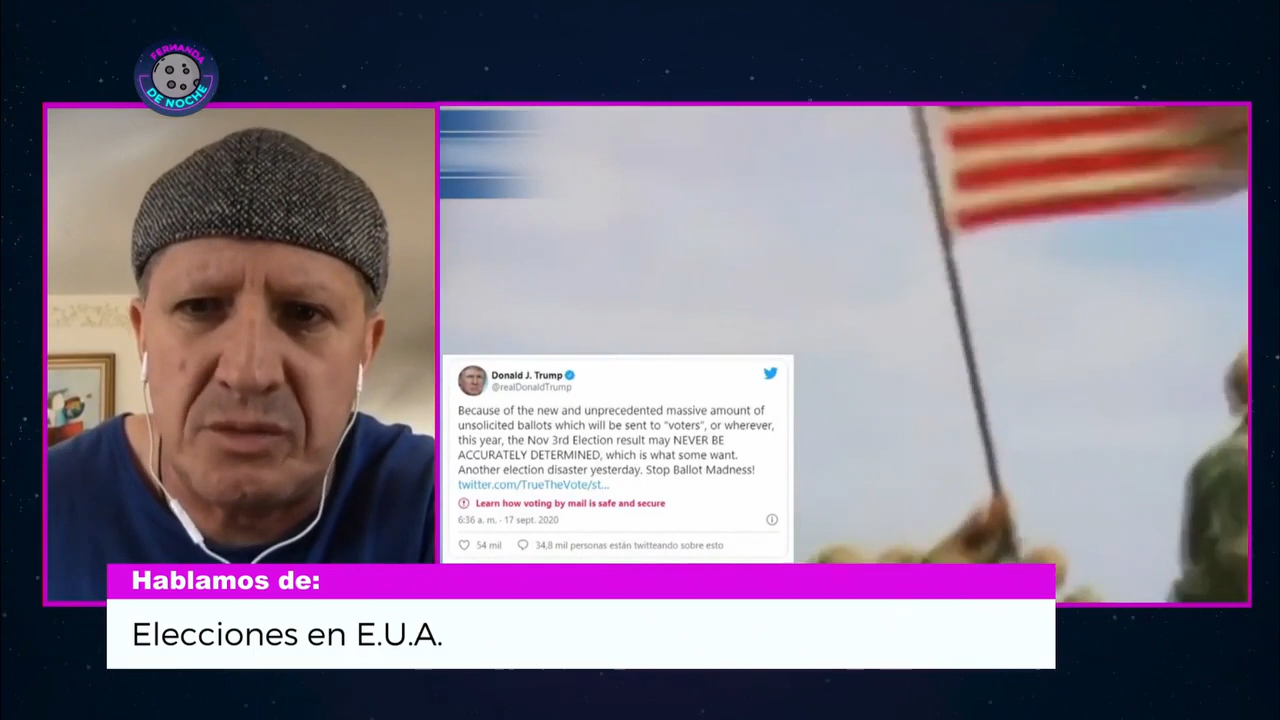 FERNANDA
DE NOCHE
Donald J. Trump
@realDonaldTrump
Because of the new and unprecedented massive amount of
unsolicited ballots which will be sent to “voters”, or wherever,
this year, the Nov 3rd Election result may NEVER BE
ACCURATELY DETERMINED, which is what some want.
Another election disaster yesterday. Stop Ballot Madness!
twitter.com/TrueTheVote/st...
Learn how voting by mail is safe and secure
6:36 a. m. · 17 sept. 2020
54 mil 34,8 mil personas están twitteando sobre esto
Hablamos de:
Elecciones en E.U.A.